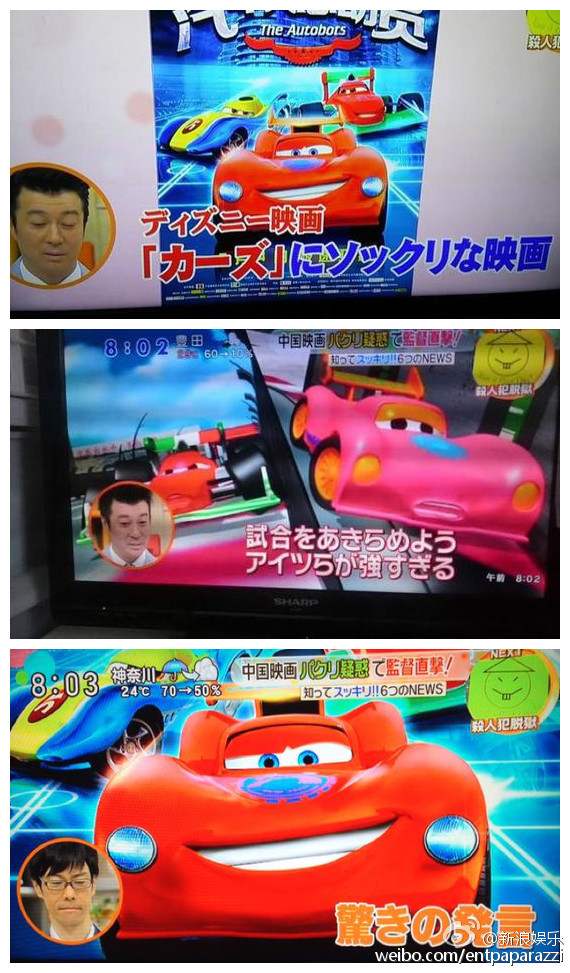 The Autobots
殺人犯
ディズニー映画
「カーズ」にソックリな映画
8:02
豊田
60→10%
中国映画パクリ疑惑で監督直撃!
知ってスッキリ!!6つのNEWS
NEXT
殺人犯脱獄
試合をあきらめよう
アイツらが強すぎる
午前 8:02
SHARP
8:03
神奈川
24℃ 70→50%
中国映画パクリ疑惑で監督直撃!
知ってスッキリ!!6つのNEWS
NEXT
殺人犯脱獄
驚きの発言
@新浪娱乐
weibo.com/entpaparazzi